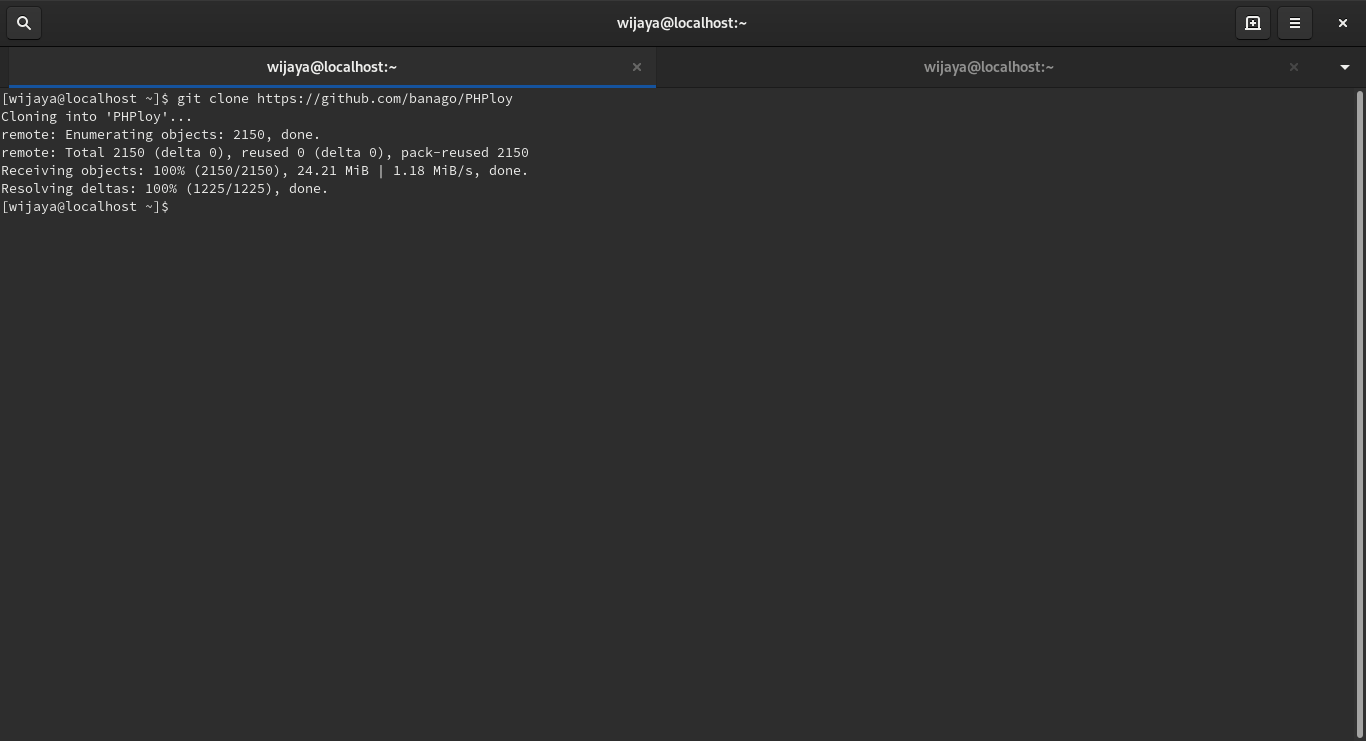 wijaya@localhost:~
wijaya@localhost:~ wijaya@localhost:~
[wijaya@localhost ~]$ git clone https://github.com/banago/PHPloy
Cloning into 'PHPloy'...
remote: Enumerating objects: 2150, done.
remote: Total 2150 (delta 0), reused 0 (delta 0), pack-reused 2150
Receiving objects: 100% (2150/2150), 24.21 MiB | 1.18 MiB/s, done.
Resolving deltas: 100% (1225/1225), done.
[wijaya@localhost ~]$